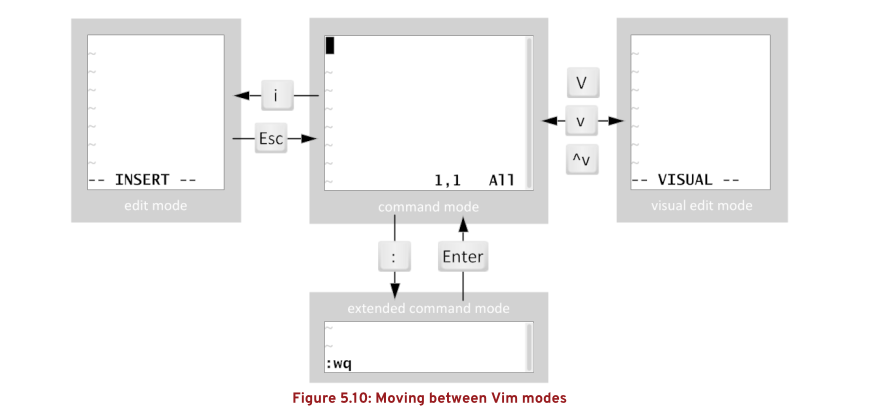 i
Esc
-- INSERT --
edit mode
1,1 All
command mode
V
v
^v
-- VISUAL --
visual edit mode
:
Enter
extended command mode
~
~
:wq
Figure 5.10: Moving between Vim modes